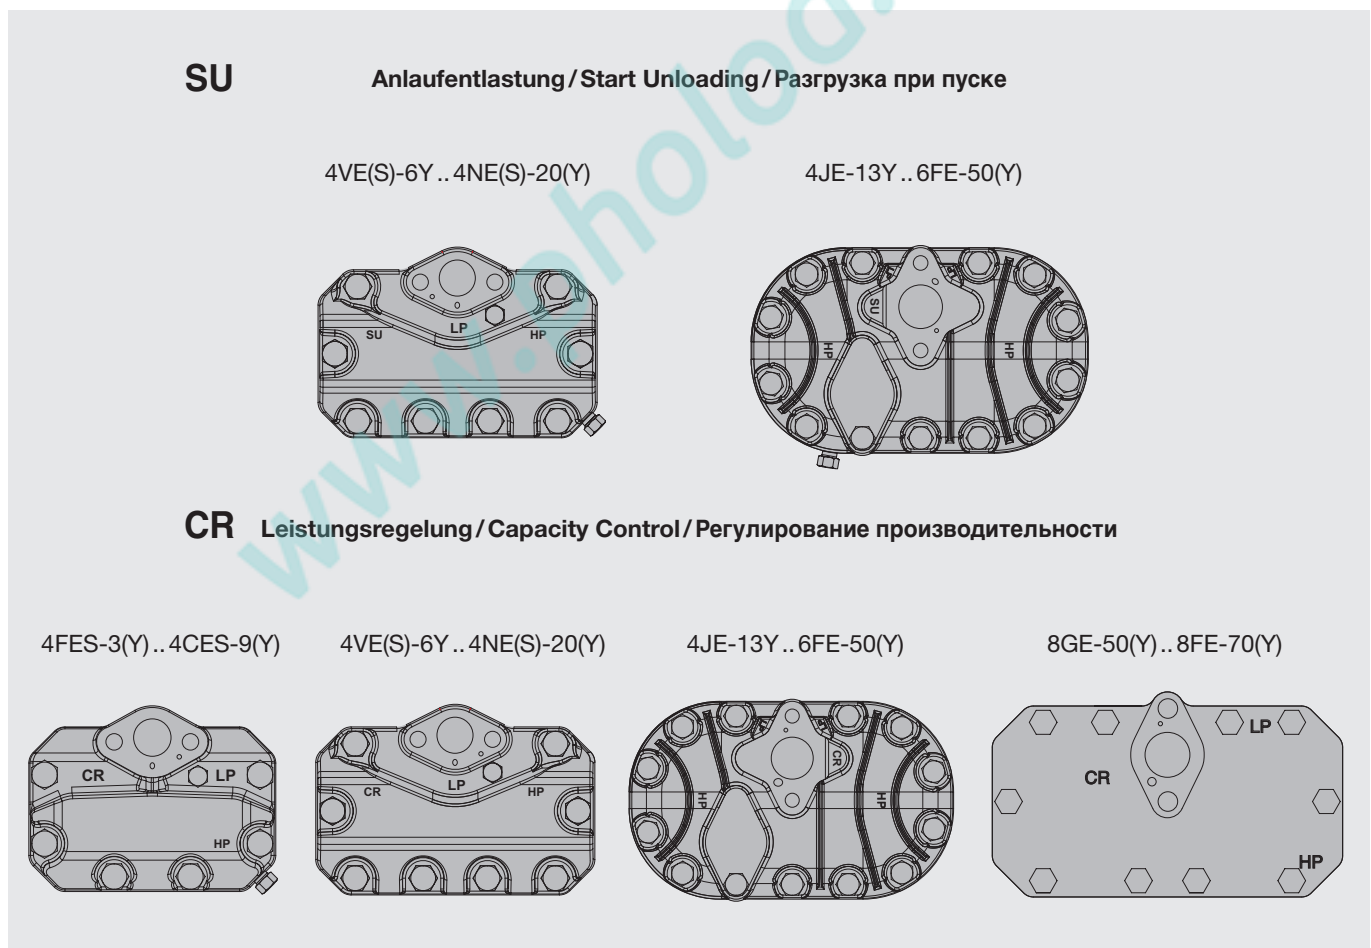 SU Anlaufentlastung / Start Unloading / Разгрузка при пуске
4VE(S)-6Y .. 4NE(S)-20(Y) 4JE-13Y .. 6FE-50(Y)
SU LP HP
SU HP HP
CR Leistungsregelung / Capacity Control / Регулирование производительности
4FES-3(Y) .. 4CES-9(Y) 4VE(S)-6Y .. 4NE(S)-20(Y) 4JE-13Y .. 6FE-50(Y) 8GE-50(Y) .. 8FE-70(Y)
CR LP
HP
CR LP HP
CR HP HP
LP
CR
HP
www.pholod.